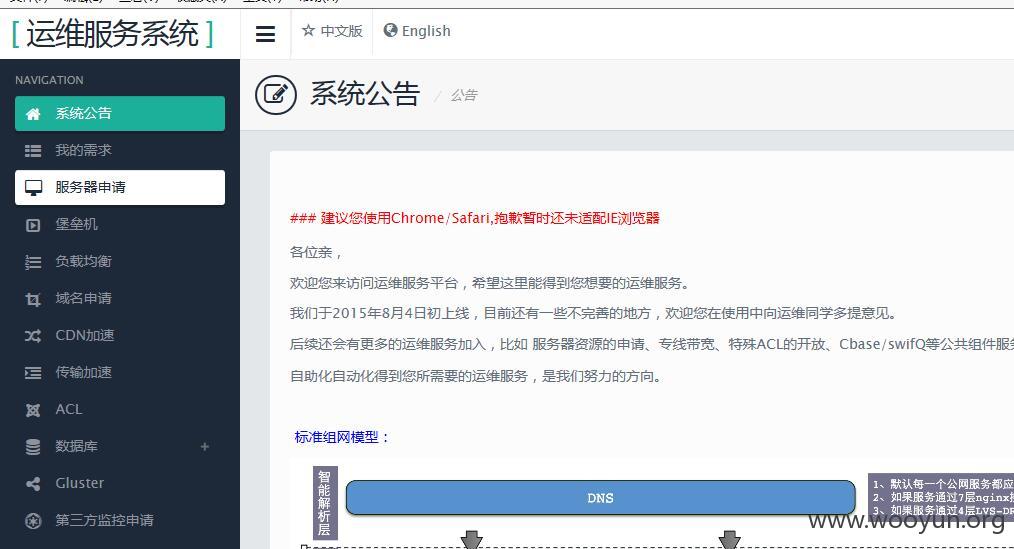 [ 运维服务系统 ]
中文版
English
NAVIGATION
系统公告
我的需求
服务器申请
堡垒机
负载均衡
域名申请
CDN加速
传输加速
ACL
数据库 +
Gluster
第三方监控申请
系统公告 / 公告
### 建议您使用Chrome/Safari,抱歉暂时还未适配IE浏览器
各位亲，
欢迎您来访问运维服务平台，希望这里能得到您想要的运维服务。
我们于2015年8月4日初上线，目前还有一些不完善的地方，欢迎您在使用中向运维同学多提意见。
后续还会有更多的运维服务加入，比如 服务器资源的申请、专线带宽、特殊ACL的开放、Cbase/swifQ等公共组件服务
自助化自动化得到您所需要的运维服务，是我们努力的方向。
标准组网模型：
智能解析层
DNS
1、默认每一个公网服务都应
2、如果服务通过7层nginx
3、如果服务通过4层LVS-DR
www.wooyun.org